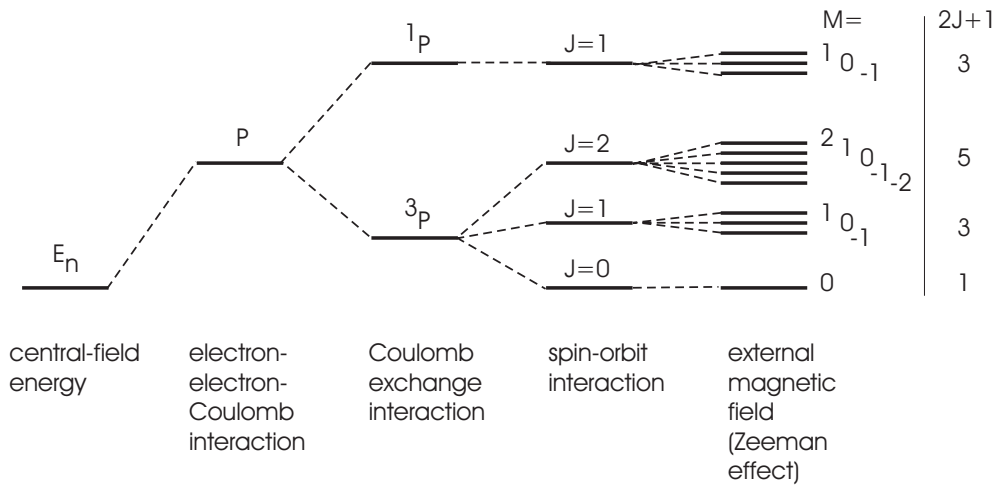 M= 2J+1
¹P J=1 1 0 -1 3
P J=2 2 1 0 -1 -2 5
³P J=1 1 0 -1 3
Eₙ J=0 0 1
central-field
energy
electron-
electron-
Coulomb
interaction
Coulomb
exchange
interaction
spin-orbit
interaction
external
magnetic
field
(Zeeman
effect)